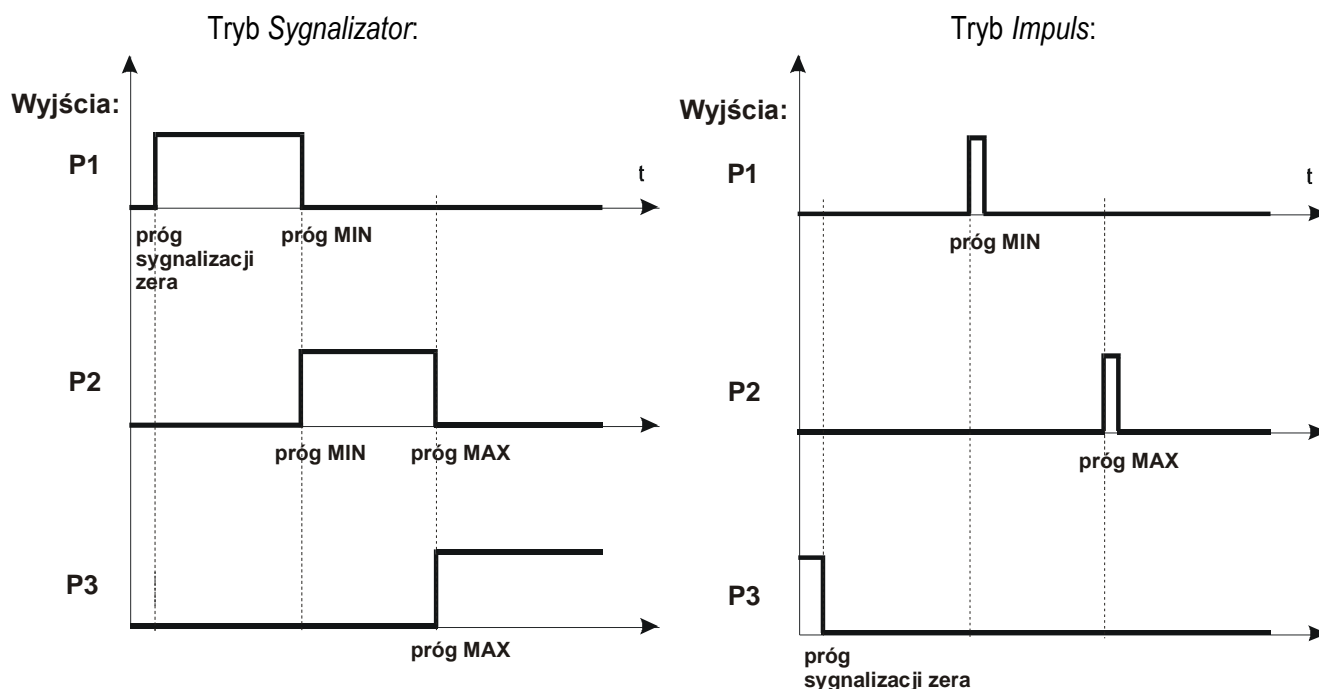 Tryb Sygnalizator:
Wyjścia:
P1
t
próg
sygnalizacji
zera
próg MIN
P2
próg MIN
próg MAX
P3
próg MAX
Tryb Impuls:
Wyjścia:
P1
t
próg MIN
P2
próg MAX
P3
próg
sygnalizacji zera